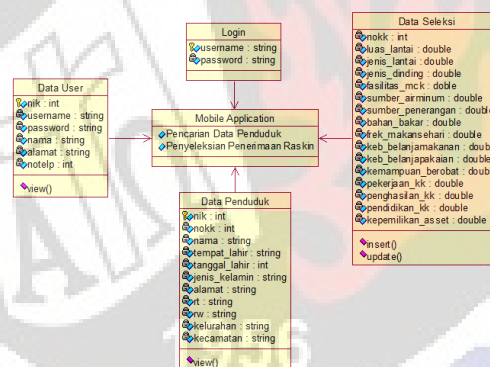 Login
username : string
password : string
Data User
nik : int
username : string
password : string
nama : string
alamat : string
notelp : int
view()
Mobile Application
Pencarian Data Penduduk
Penyeleksian Penerimaan Raskin
Data Penduduk
nik : int
nokk : int
nama : string
tempat_lahir : string
tanggal_lahir : int
jenis_kelamin : string
alamat : string
rt : string
rw : string
kelurahan : string
kecamatan : string
view()
Data Seleksi
nokk : int
luas_lantai : double
jenis_lantai : double
jenis_dinding : double
fasilitas_mck : doble
sumber_airminum : double
sumber_penerangan : double
bahan_bakar : double
frek_makansehari : double
keb_belanjamakanan : doub
keb_belanjapakaian : doubl
kemampuan_berobat : doub
pekerjaan_kk : double
penghasilan_kk : double
pendidikan_kk : double
kepemilikan_asset : double
insert()
update()